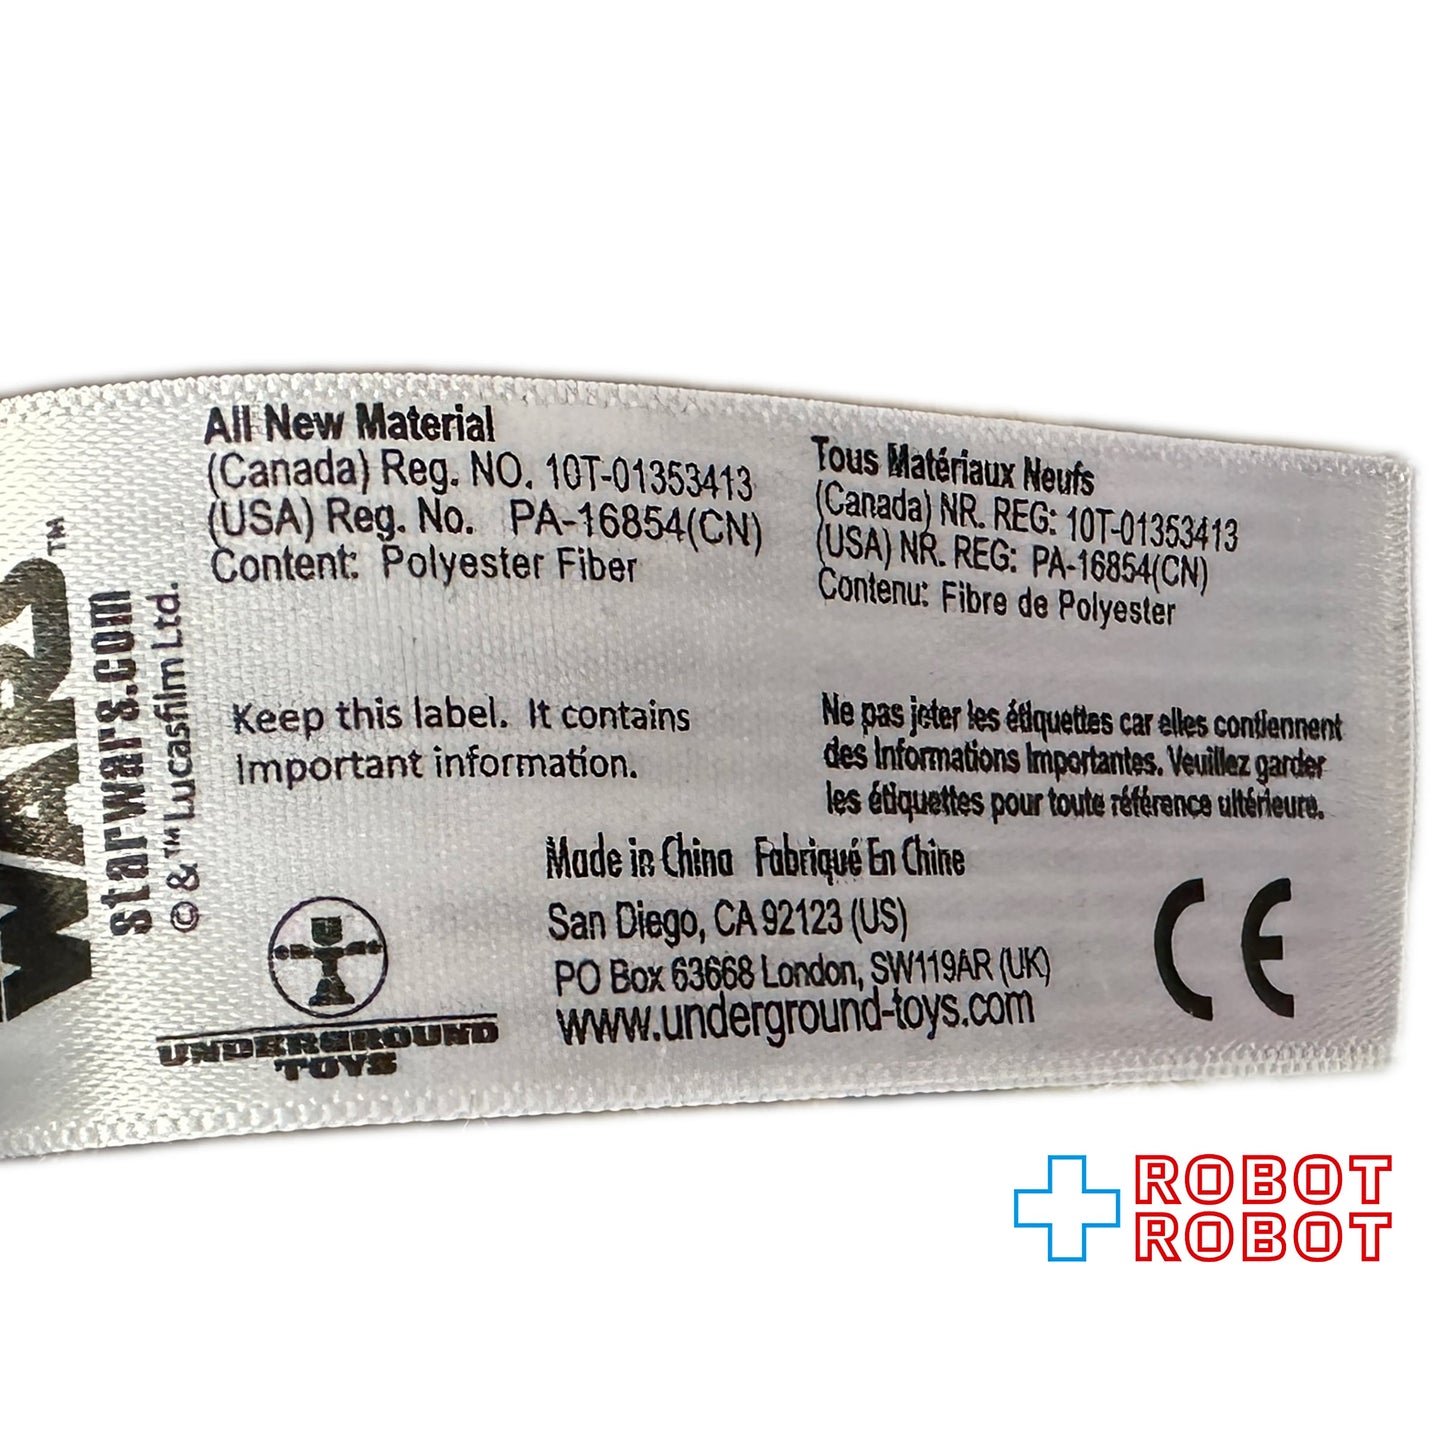 All New Material
(Canada) Reg. NO. 10T-01353413
(USA) Reg. No. PA-16854(CN)
Content: Polyester Fiber
Tous Matériaux Neufs
(Canada) NR. REG: 10T-01353413
(USA) NR. REG: PA-16854(CN)
Contenu: Fibre de Polyester
Keep this label. It contains
Important information.
Ne pas jeter les étiquettes car elles contiennent
des Informations Importantes. Veuillez garder
les étiquettes pour toute référence ultérieure.
Made in China Fabriqué En Chine
San Diego, CA 92123 (US)
PO Box 63668 London, SW119AR (UK)
www.underground-toys.com
CE
UNDERGROUND
TOYS
WARS™
starwars.com
© & ™ Lucasfilm Ltd.
ROBOT
ROBOT